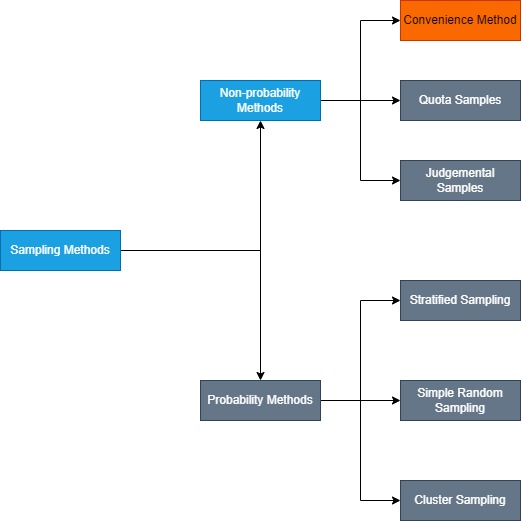 Convenience Method
Non-probability
Methods
Quota Samples
Judgemental
Samples
Sampling Methods
Stratified Sampling
Probability Methods
Simple Random
Sampling
Cluster Sampling